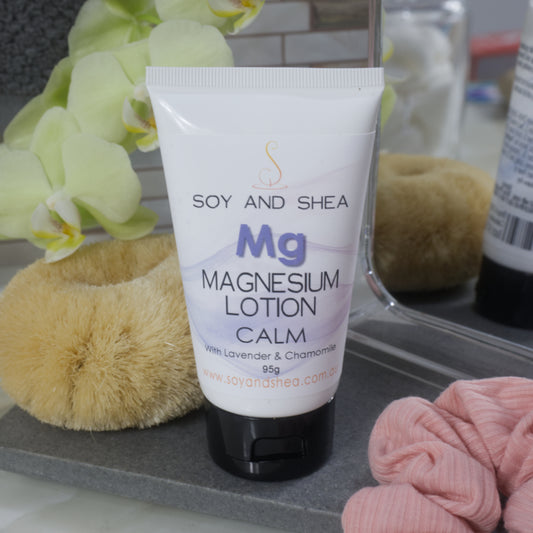 SOY AND SHEA
Mg
MAGNESIUM
LOTION
CALM
With Lavender & Chamomile
95g
www.soyandshea.com.au